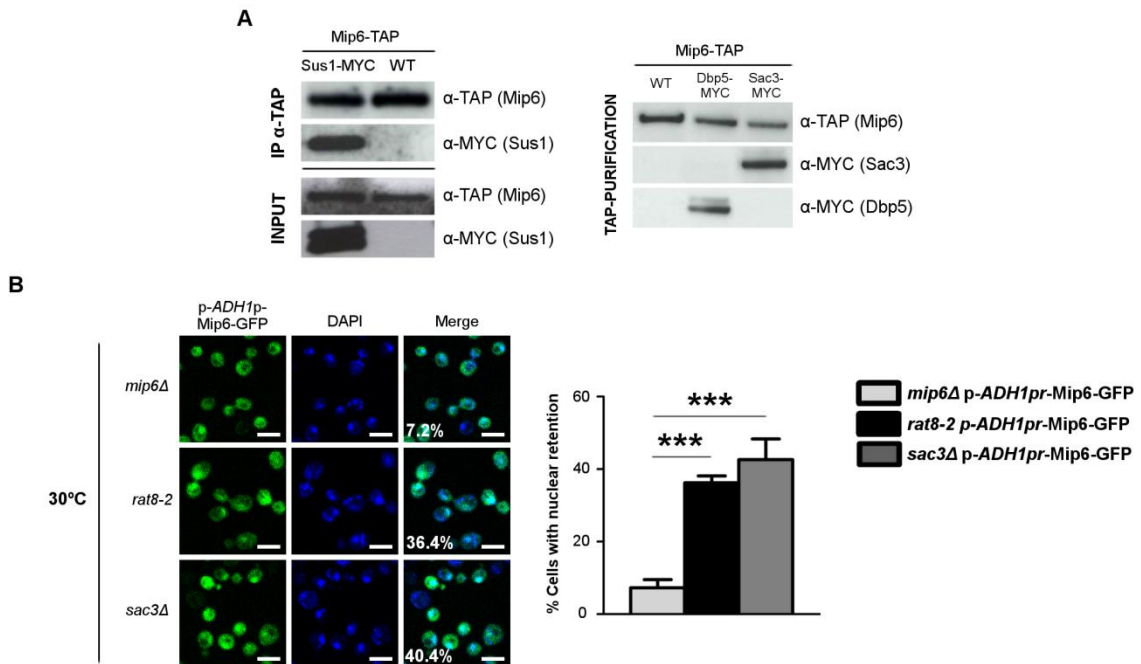 A
Mip6-TAP
Sus1-MYC WT
IP α-TAP
α-TAP (Mip6)
α-MYC (Sus1)
INPUT
α-TAP (Mip6)
α-MYC (Sus1)
Mip6-TAP
WT
Dbp5-
MYC
Sac3-
MYC
TAP-PURIFICATION
α-TAP (Mip6)
α-MYC (Sac3)
α-MYC (Dbp5)
B
p-ADH1p-
Mip6-GFP
DAPI
Merge
30ºC
mip6Δ
7.2%
rat8-2
36.4%
sac3Δ
40.4%
% Cells with nuclear retention
60
40
20
0
***
***
mip6Δ p-ADH1pr-Mip6-GFP
rat8-2 p-ADH1pr-Mip6-GFP
sac3Δ p-ADH1pr-Mip6-GFP